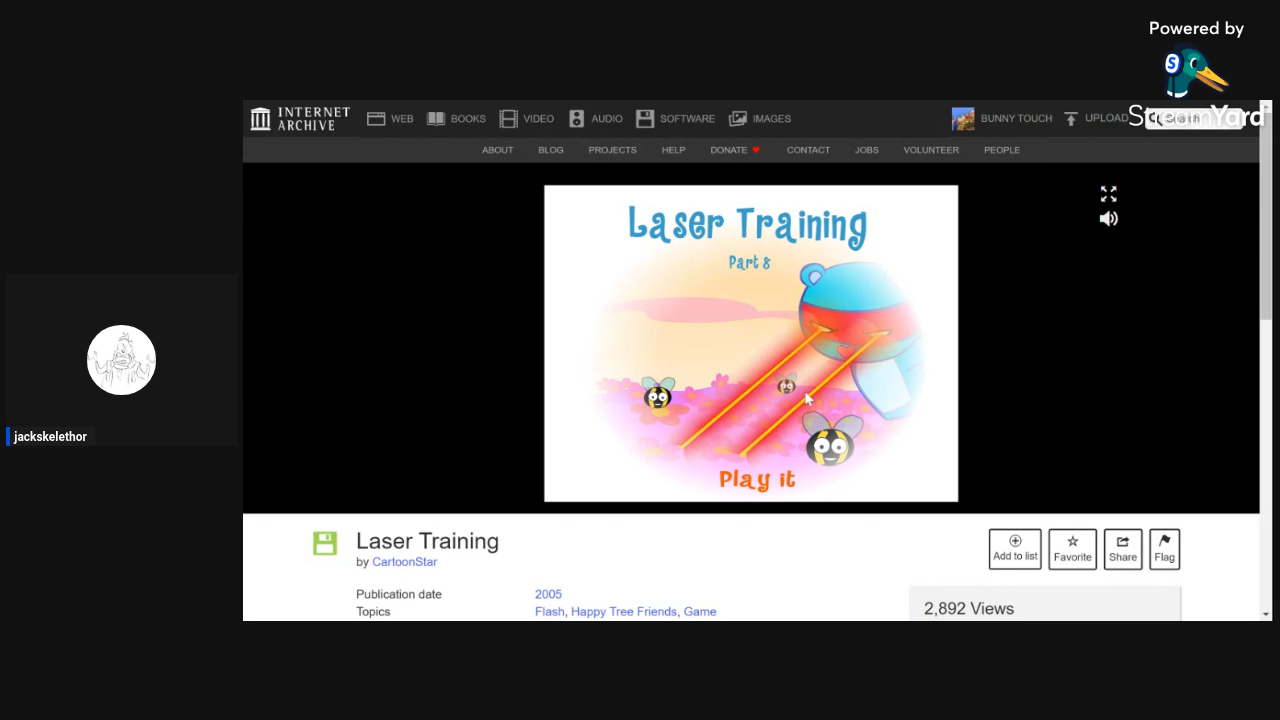 Powered by
StreamYard
INTERNET ARCHIVE
WEB BOOKS VIDEO AUDIO SOFTWARE IMAGES BUNNY TOUCH UPLOAD Search
ABOUT BLOG PROJECTS HELP DONATE CONTACT JOBS VOLUNTEER PEOPLE
Laser Training
Part 8
Play it
jackskelethor
Laser Training
by CartoonStar
Add to list Favorite Share Flag
Publication date 2005
Topics Flash, Happy Tree Friends, Game
2,892 Views